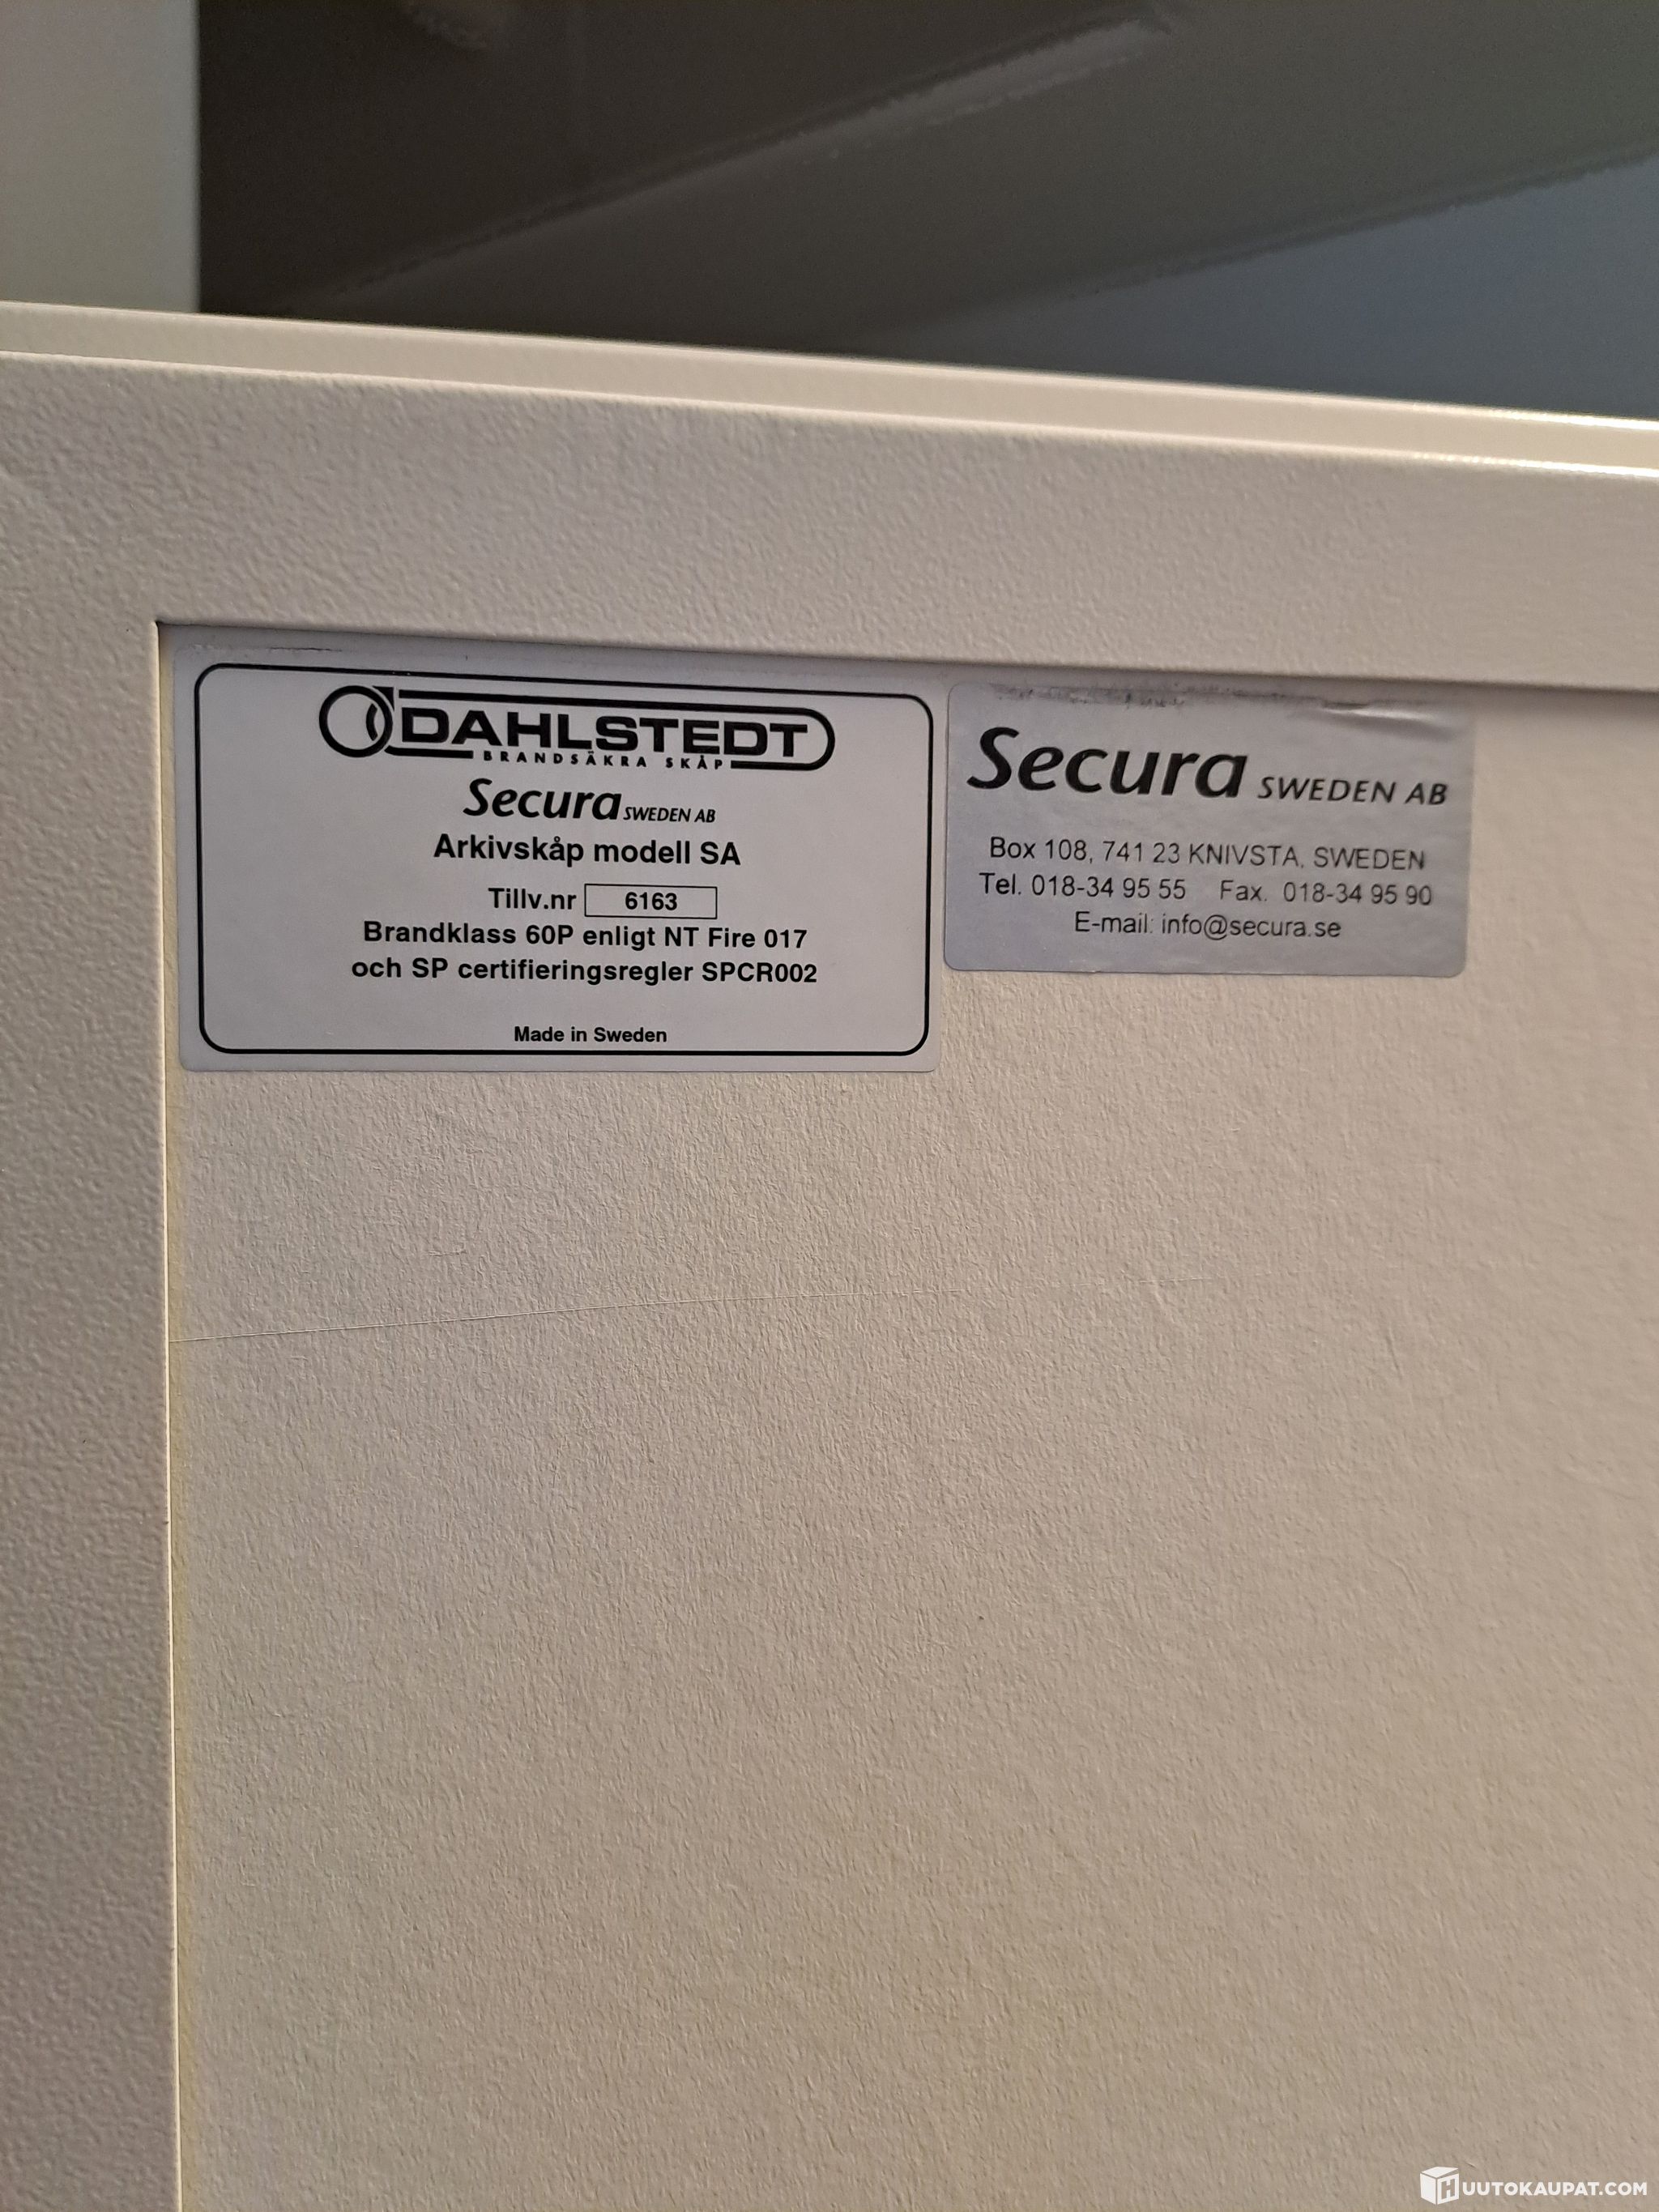 DAHLSTEDT
BRANDSÄKRA SKÅP
Secura SWEDEN AB
Arkivskåp modell SA
Tillv.nr 6163
Brandklass 60P enligt NT Fire 017
och SP certifieringsregler SPCR002
Made in Sweden
Secura SWEDEN AB
Box 108, 741 23 KNIVSTA, SWEDEN
Tel. 018-34 95 55 Fax. 018-34 95 90
E-mail: info@secura.se
HUUTOKAUPAT.COM